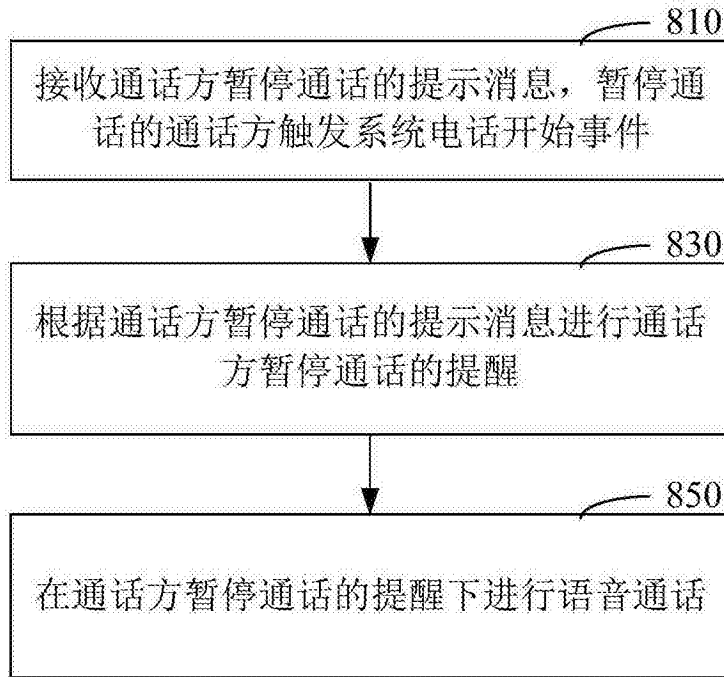 810
接收通话方暂停通话的提示消息，暂停通
话的通话方触发系统电话开始事件
830
根据通话方暂停通话的提示消息进行通话
方暂停通话的提醒
850
在通话方暂停通话的提醒下进行语音通话